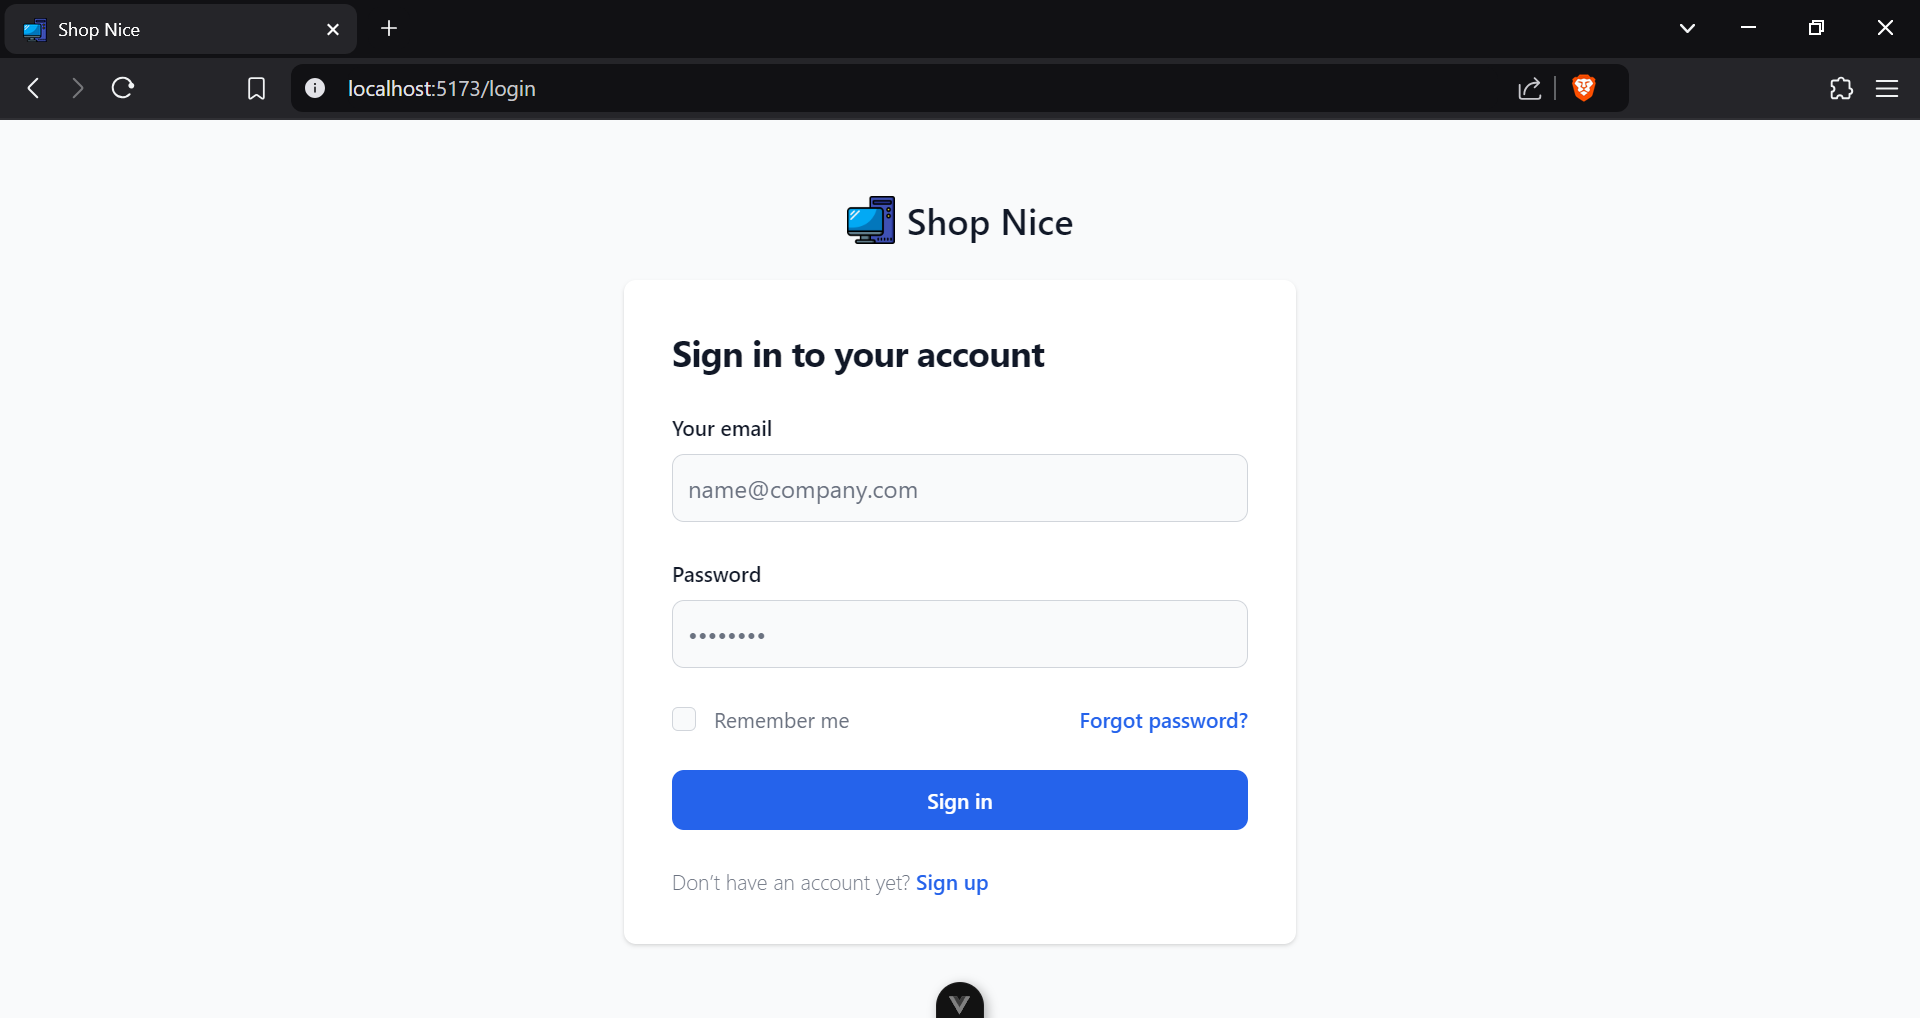 Shop Nice
localhost:5173/login
Shop Nice
Sign in to your account
Your email
name@company.com
Password
••••••••
Remember me
Forgot password?
Sign in
Don’t have an account yet? Sign up